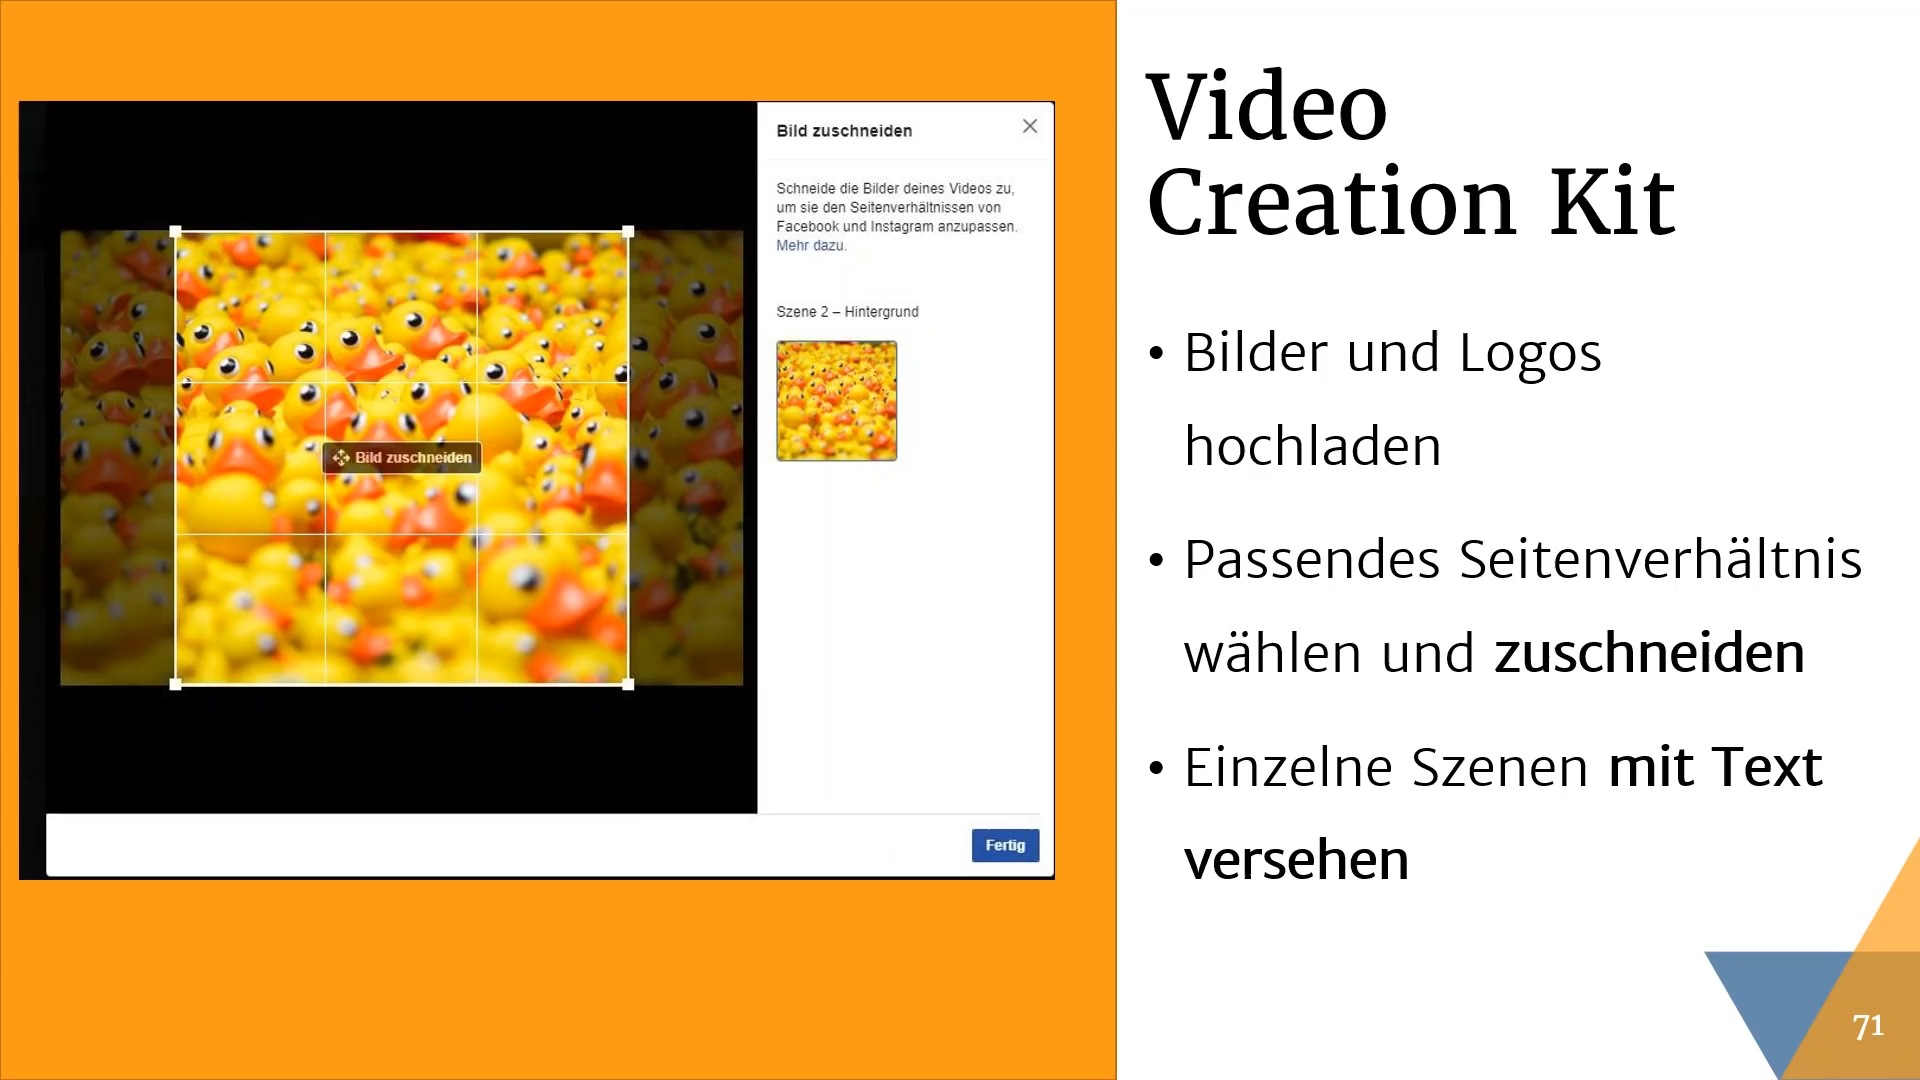 Bild zuschneiden
Schneide die Bilder deines Videos zu,
um sie den Seitenverhältnissen von
Facebook und Instagram anzupassen.
Mehr dazu.
Szene 2 – Hintergrund
Bild zuschneiden
Fertig
Video
Creation Kit
• Bilder und Logos
hochladen
• Passendes Seitenverhältnis
wählen und zuschneiden
• Einzelne Szenen mit Text
versehen
71